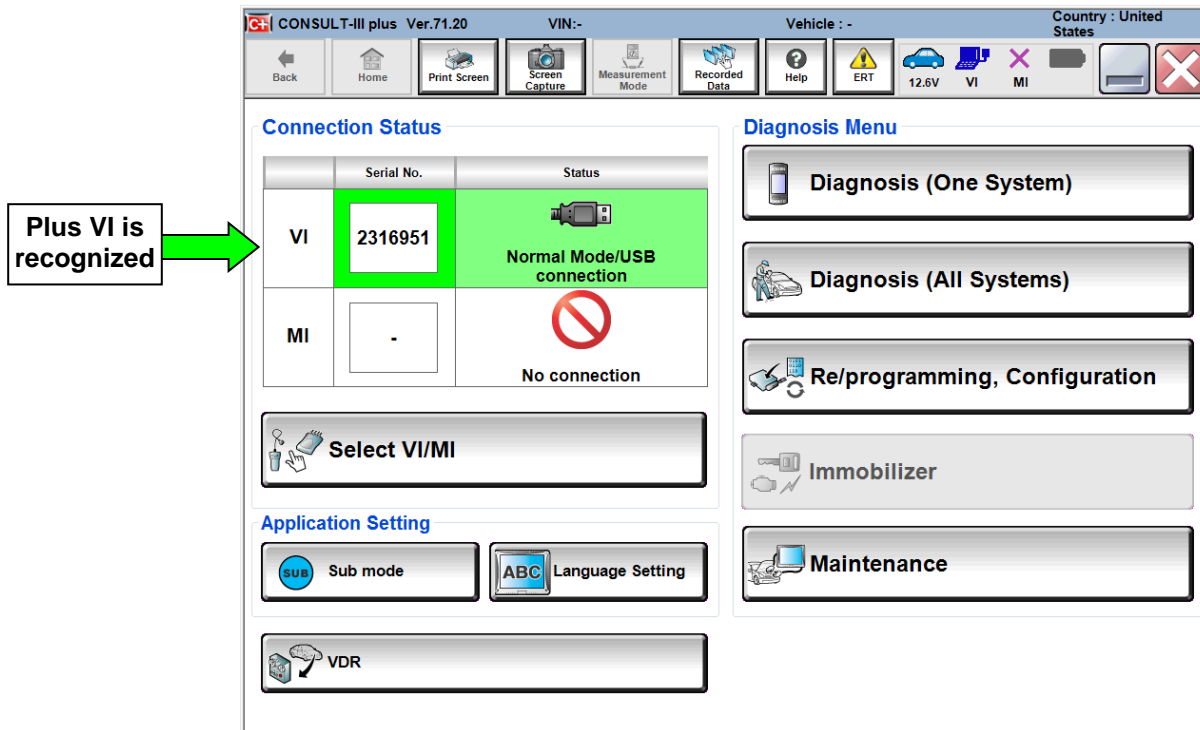 C+ CONSULT-III plus Ver.71.20 VIN:- Vehicle : - Country : United
States
Back Home Print Screen Screen
Capture Measurement
Mode Recorded
Data Help ERT 12.6V VI MI
Connection Status
Serial No. Status
VI 2316951 Normal Mode/USB
connection
MI - No connection
Plus VI is
recognized
Select VI/MI
Application Setting
SUB Sub mode
ABC Language Setting
VDR
Diagnosis Menu
Diagnosis (One System)
Diagnosis (All Systems)
Re/programming, Configuration
Immobilizer
Maintenance